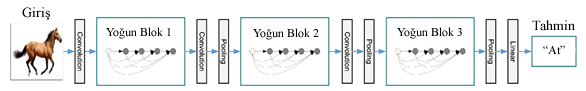 Giriş
Convolution
Yoğun Blok 1
Convolution
Pooling
Yoğun Blok 2
Convolution
Pooling
Yoğun Blok 3
Pooling
Linear
Tahmin
“At”